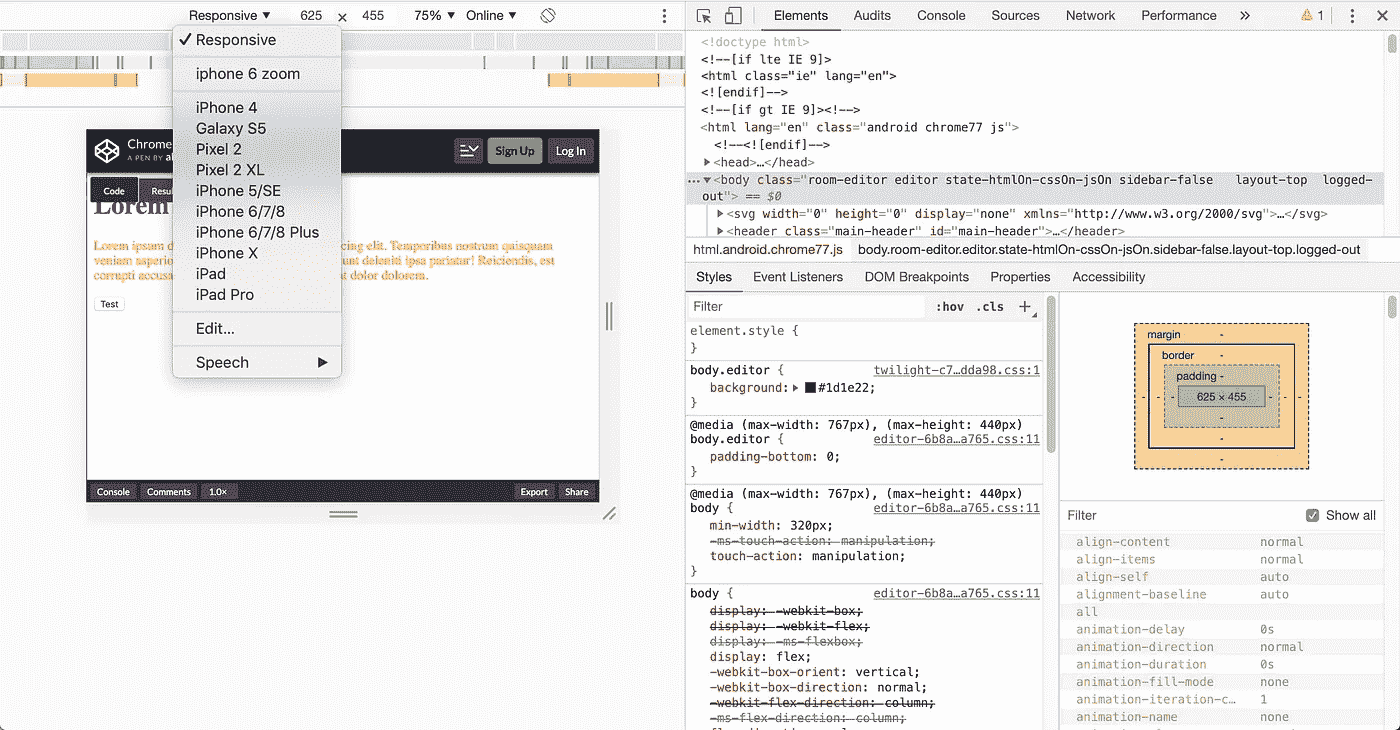 Responsive ▼ 625 × 455 75% ▼ Online ▼
✓ Responsive
iphone 6 zoom
iPhone 4
Galaxy S5
Pixel 2
Pixel 2 XL
iPhone 5/SE
iPhone 6/7/8
iPhone 6/7/8 Plus
iPhone X
iPad
iPad Pro
Edit...
Speech ▶
Chrome
A PEN BY
Sign Up Log In
Code
Lorem
Lorem ipsum cing elit. Temporibus nostrum quisquam
veniam unt deleniti ipsa pariatur! Reiciendis, est
corrupti t dolor dolorem.
Test
Console Comments 1.0× Export Share
Elements Audits Console Sources Network Performance » 1
<!doctype html>
<!--[if lte IE 9]>
<html class="ie" lang="en">
<![endif]-->
<!--[if gt IE 9]><!-->
<html lang="en" class="android chrome77 js">
<!--<![endif]-->
▶<head>…</head>
…▼<body class="room-editor editor state-htmlOn-cssOn-jsOn sidebar-false layout-top logged-
out"> == $0
▶<svg width="0" height="0" display="none" xmlns="http://www.w3.org/2000/svg">…</svg>
▶<header class="main-header" id="main-header">…</header>
html.android.chrome77.js body.room-editor.editor.state-htmlOn-cssOn-jsOn.sidebar-false.layout-top.logged-out
Styles Event Listeners DOM Breakpoints Properties Accessibility
Filter :hov .cls +
element.style {
}
body.editor { twilight-c7…dda98.css:1
background: ▶ #1d1e22;
}
@media (max-width: 767px), (max-height: 440px)
body.editor { editor-6b8a…a765.css:11
padding-bottom: 0;
}
@media (max-width: 767px), (max-height: 440px)
body { editor-6b8a…a765.css:11
min-width: 320px;
-ms-touch-action: manipulation;
touch-action: manipulation;
}
body { editor-6b8a…a765.css:11
display: -webkit-box;
display: -webkit-flex;
display: -ms-flexbox;
display: flex;
-webkit-box-orient: vertical;
-webkit-box-direction: normal;
-webkit-flex-direction: column;
-ms-flex-direction: column;
margin -
border -
padding -
- - - 625 × 455 - - -
-
-
-
Filter Show all
align-content normal
align-items normal
align-self auto
alignment-baseline auto
all
animation-delay 0s
animation-direction normal
animation-duration 0s
animation-fill-mode none
animation-iteration-c… 1
animation-name none